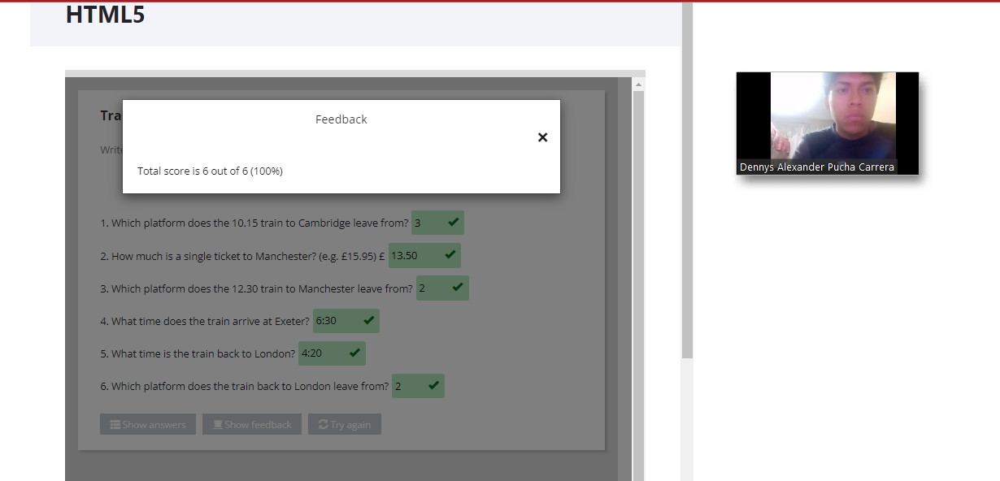 HTML5
Tra
Feedback
Write
Total score is 6 out of 6 (100%)
1. Which platform does the 10.15 train to Cambridge leave from? 3
2. How much is a single ticket to Manchester? (e.g. £15.95) £ 13.50
3. Which platform does the 12.30 train to Manchester leave from? 2
4. What time does the train arrive at Exeter? 6:30
5. What time is the train back to London? 4:20
6. Which platform does the train back to London leave from? 2
Show answers Show feedback Try again
Dennys Alexander Pucha Carrera